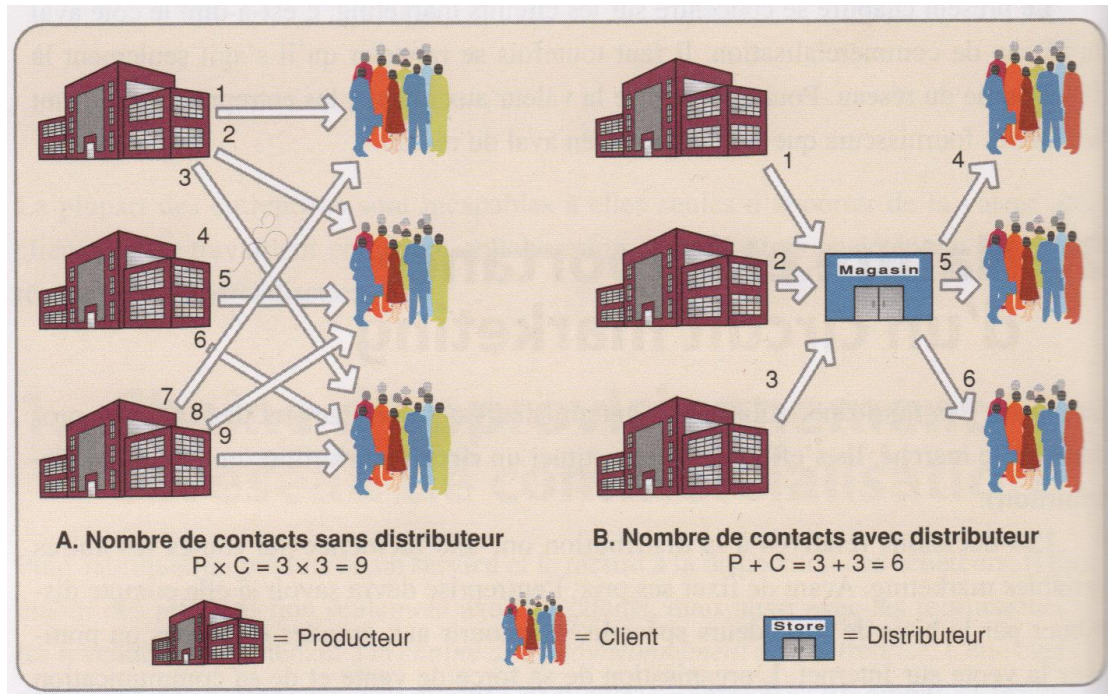 1
2
3
4
5
6
7
8
9
A. Nombre de contacts sans distributeur
P × C = 3 × 3 = 9
1
2
3
Magasin
4
5
6
B. Nombre de contacts avec distributeur
P + C = 3 + 3 = 6
= Producteur
= Client
Store
= Distributeur